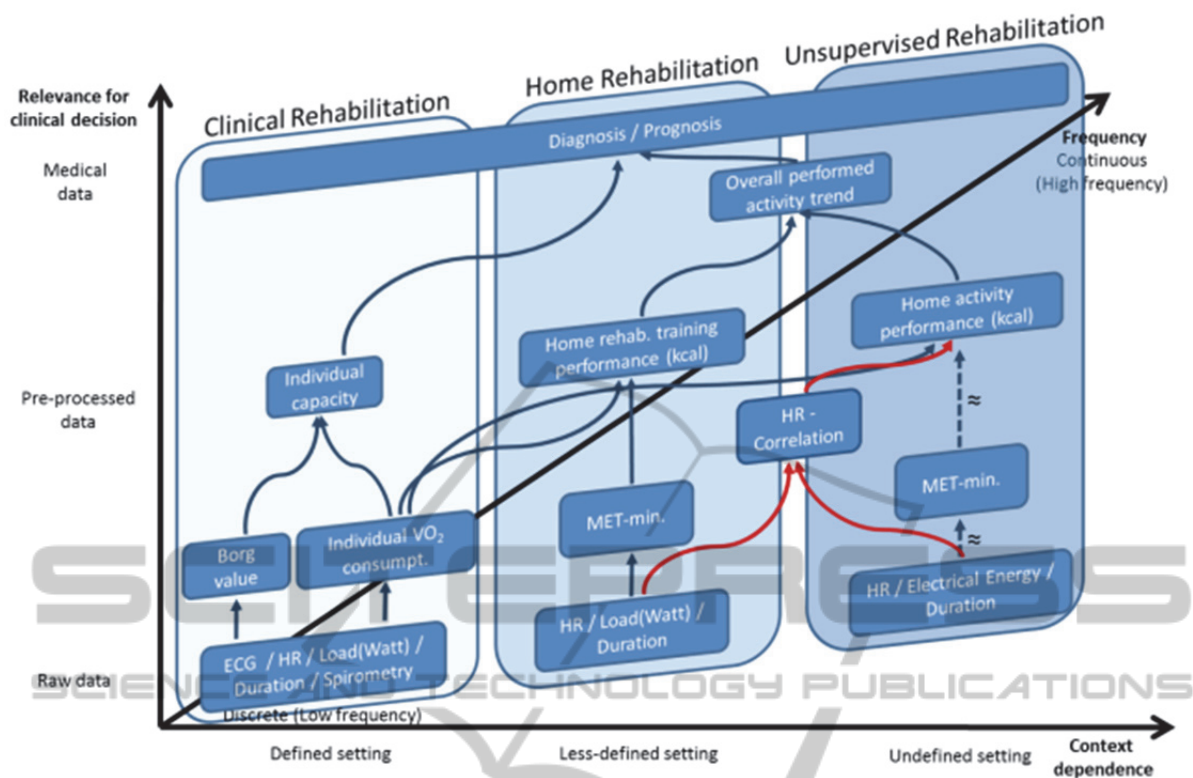 Unsupervised Rehabilitation
Home Rehabilitation
Clinical Rehabilitation
Relevance for
clinical decision
Diagnosis / Prognosis
Frequency
Continuous
(High frequency)
Medical
data
Overall performed
activity trend
Home activity
performance (kcal)
Home rehab. training
performance (kcal)
Individual
capacity
Pre-processed
data
HR -
Correlation
≈
MET-min.
MET-min.
≈
Borg
value
Individual VO₂
consumpt.
HR / Electrical Energy /
Duration
HR / Load(Watt) /
Duration
ECG / HR / Load(Watt) /
Duration / Spirometry
Raw data
SCITEPRESS
SCIENCE AND TECHNOLOGY PUBLICATIONS
Discrete (Low frequency)
Defined setting
Less-defined setting
Undefined setting
Context
dependence